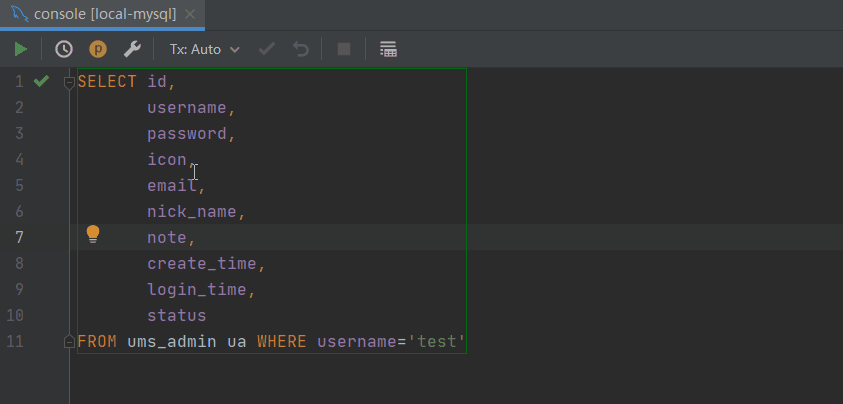 console [local-mysql]
Tx: Auto
1 SELECT id,
2 username,
3 password,
4 icon,
5 email,
6 nick_name,
7 note,
8 create_time,
9 login_time,
10 status
11 FROM ums_admin ua WHERE username='test'